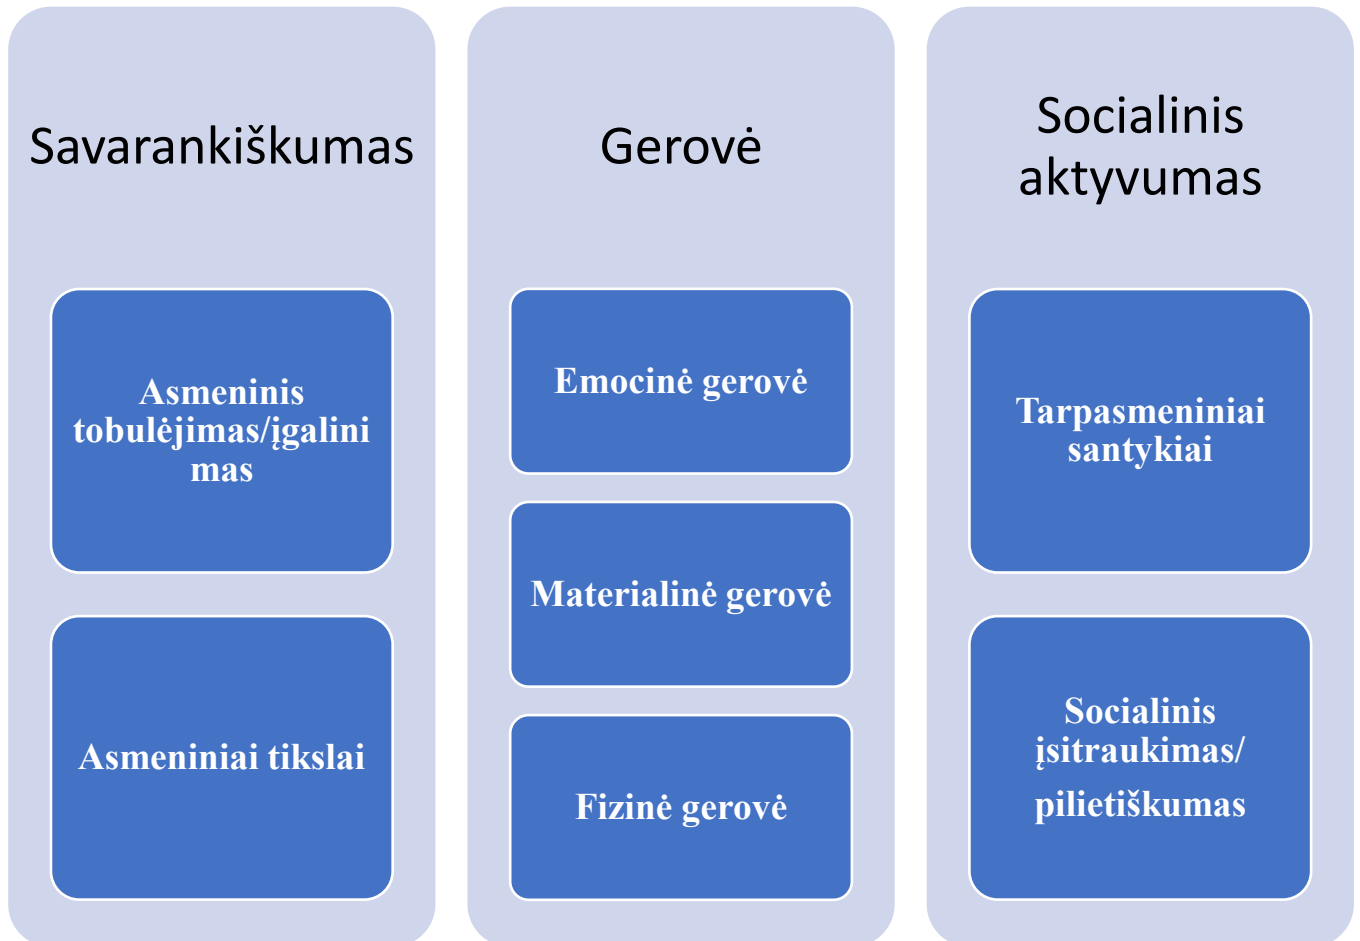 Savarankiškumas
Asmeninis
tobulėjimas/įgalini
mas
Asmeniniai tikslai
Gerovė
Emocinė gerovė
Materialinė gerovė
Fizinė gerovė
Socialinis
aktyvumas
Tarpasmeniniai
santykiai
Socialinis
įsitraukimas/
pilietiškumas